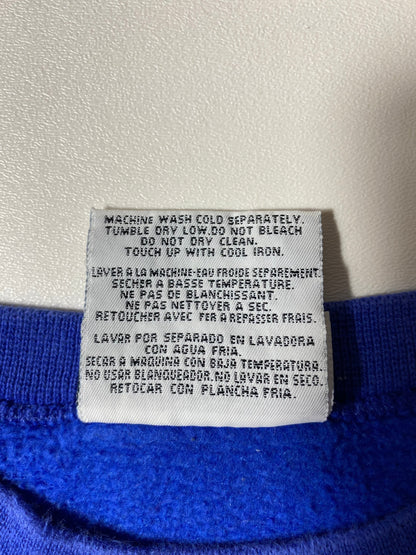 MACHINE WASH COLD SEPARATELY.
TUMBLE DRY LOW. DO NOT BLEACH
DO NOT DRY CLEAN.
TOUCH UP WITH COOL IRON.
LAVER A LA MACHINE-EAU FROIDE SEPAREMENT.
SECHER A BASSE TEMPERATURE.
NE PAS DE BLANCHISSANT.
NE PAS NETTOYER A SEC.
RETOUCHER AVEC FER A REPASSER FRAIS.
LAVAR POR SEPARADO EN LAVADORA
CON AGUA FRIA.
SECAR A MAQUINA CON BAJA TEMPERATURA.
NO USAR BLANQUEADOR. NO LAVAR EN SECO.
RETOCAR CON PLANCHA FRIA.